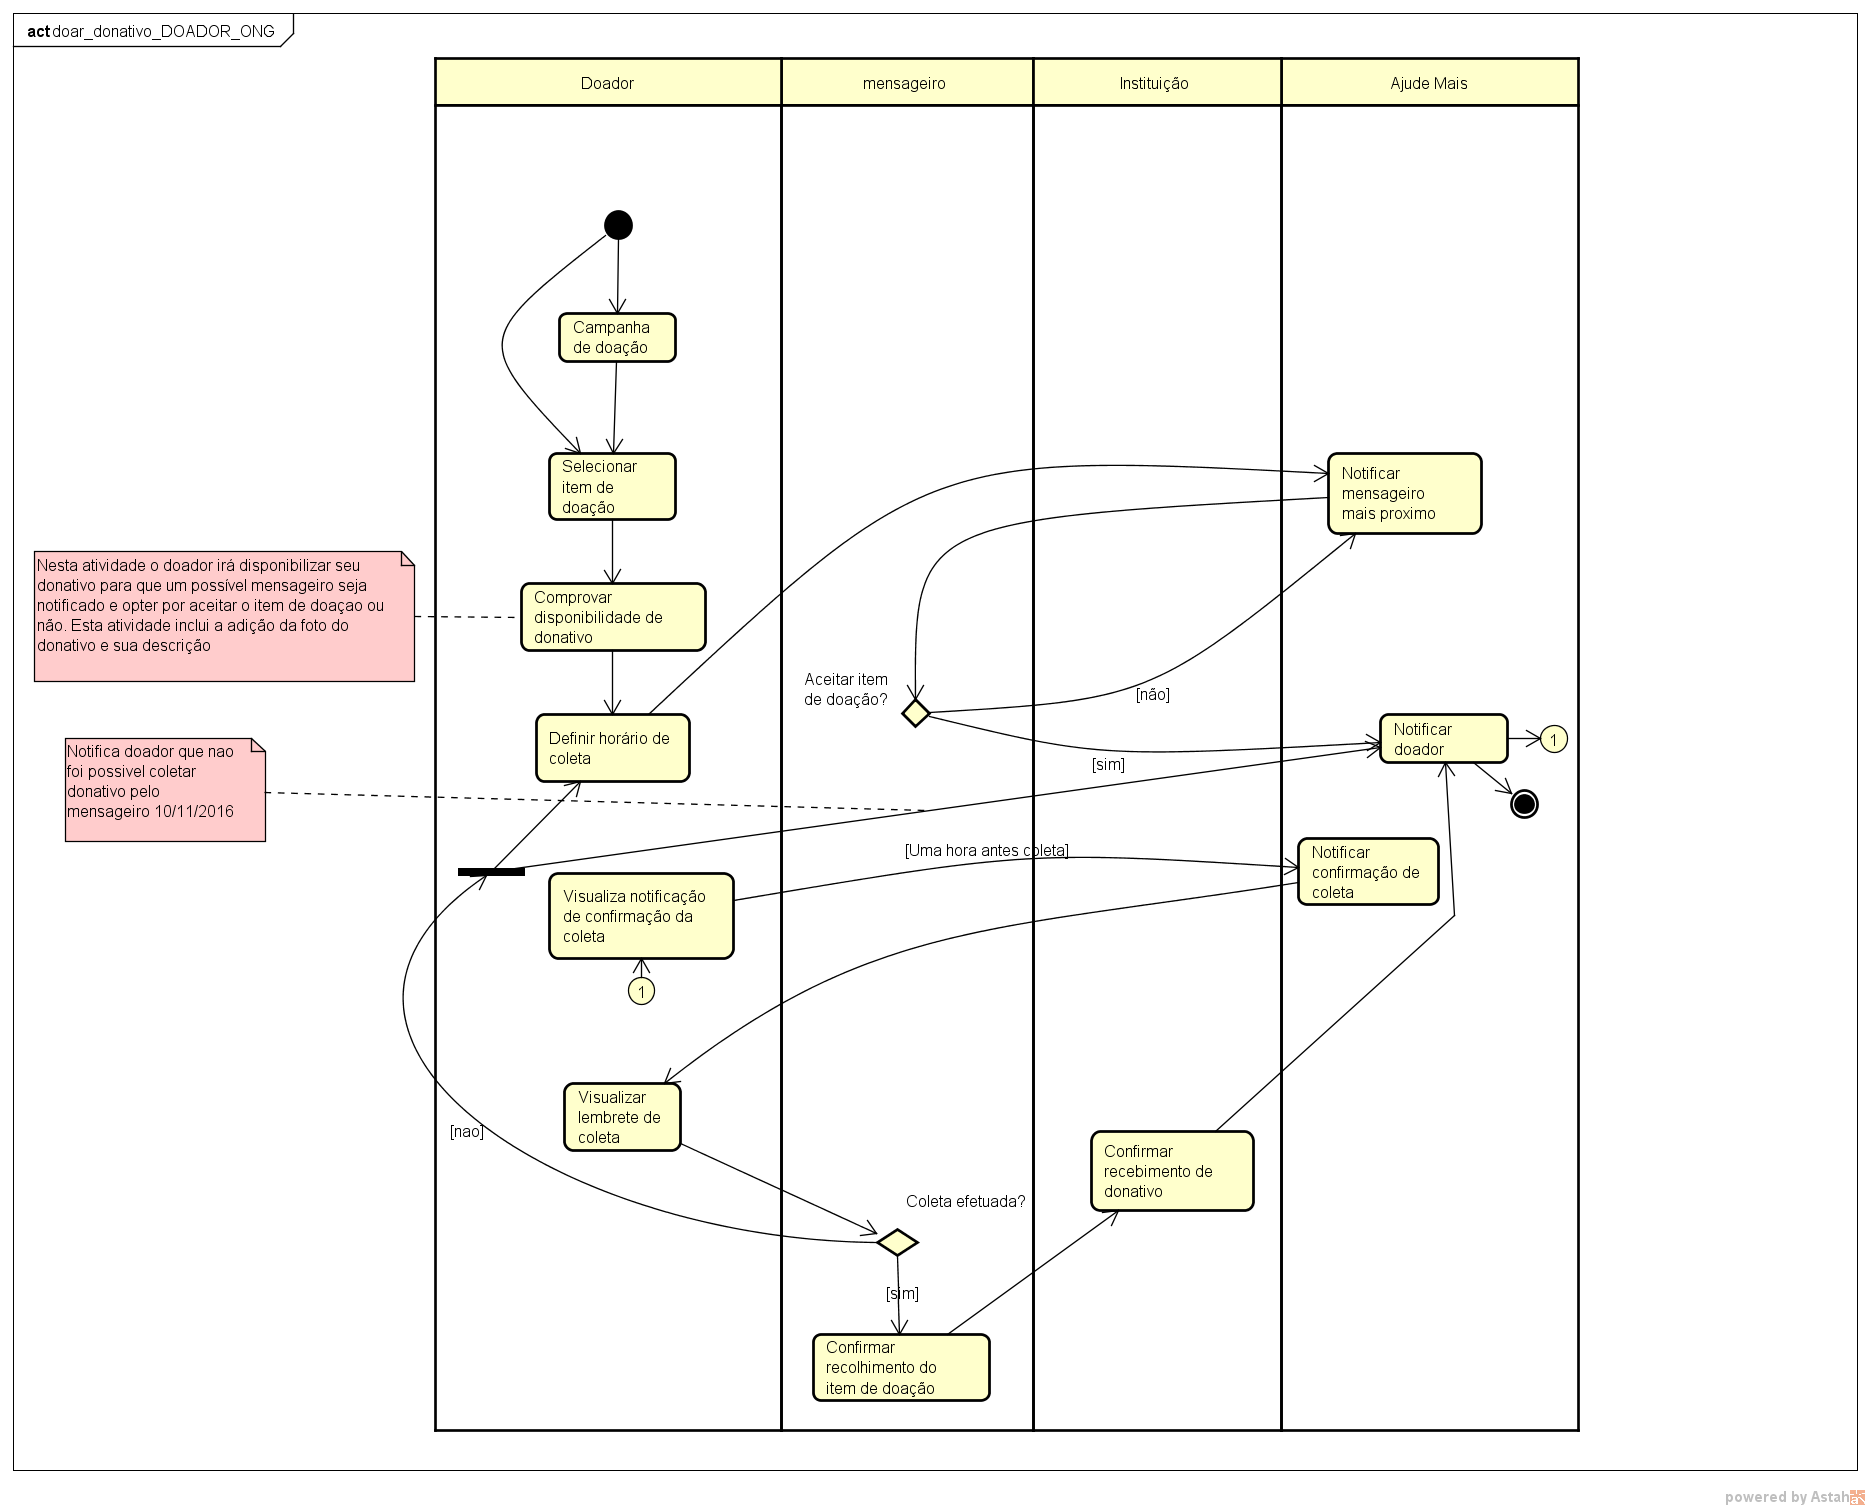 act doar_donativo_DOADOR_ONG
Doador
mensageiro
Instituição
Ajude Mais
Campanha
de doação
Selecionar
item de
doação
Notificar
mensageiro
mais proximo
Nesta atividade o doador irá disponibilizar seu
donativo para que um possível mensageiro seja
notificado e opter por aceitar o item de doaçao ou
não. Esta atividade inclui a adição da foto do
donativo e sua descrição
Comprovar
disponibilidade de
donativo
Aceitar item
de doação?
[não]
Notifica doador que nao
foi possivel coletar
donativo pelo
mensageiro 10/11/2016
Definir horário de
coleta
Notificar
doador
1
[sim]
[Uma hora antes coleta]
Notificar
confirmação de
coleta
Visualiza notificação
de confirmação da
coleta
1
Visualizar
lembrete de
coleta
[nao]
Confirmar
recebimento de
donativo
Coleta efetuada?
[sim]
Confirmar
recolhimento do
item de doação
powered by Astah